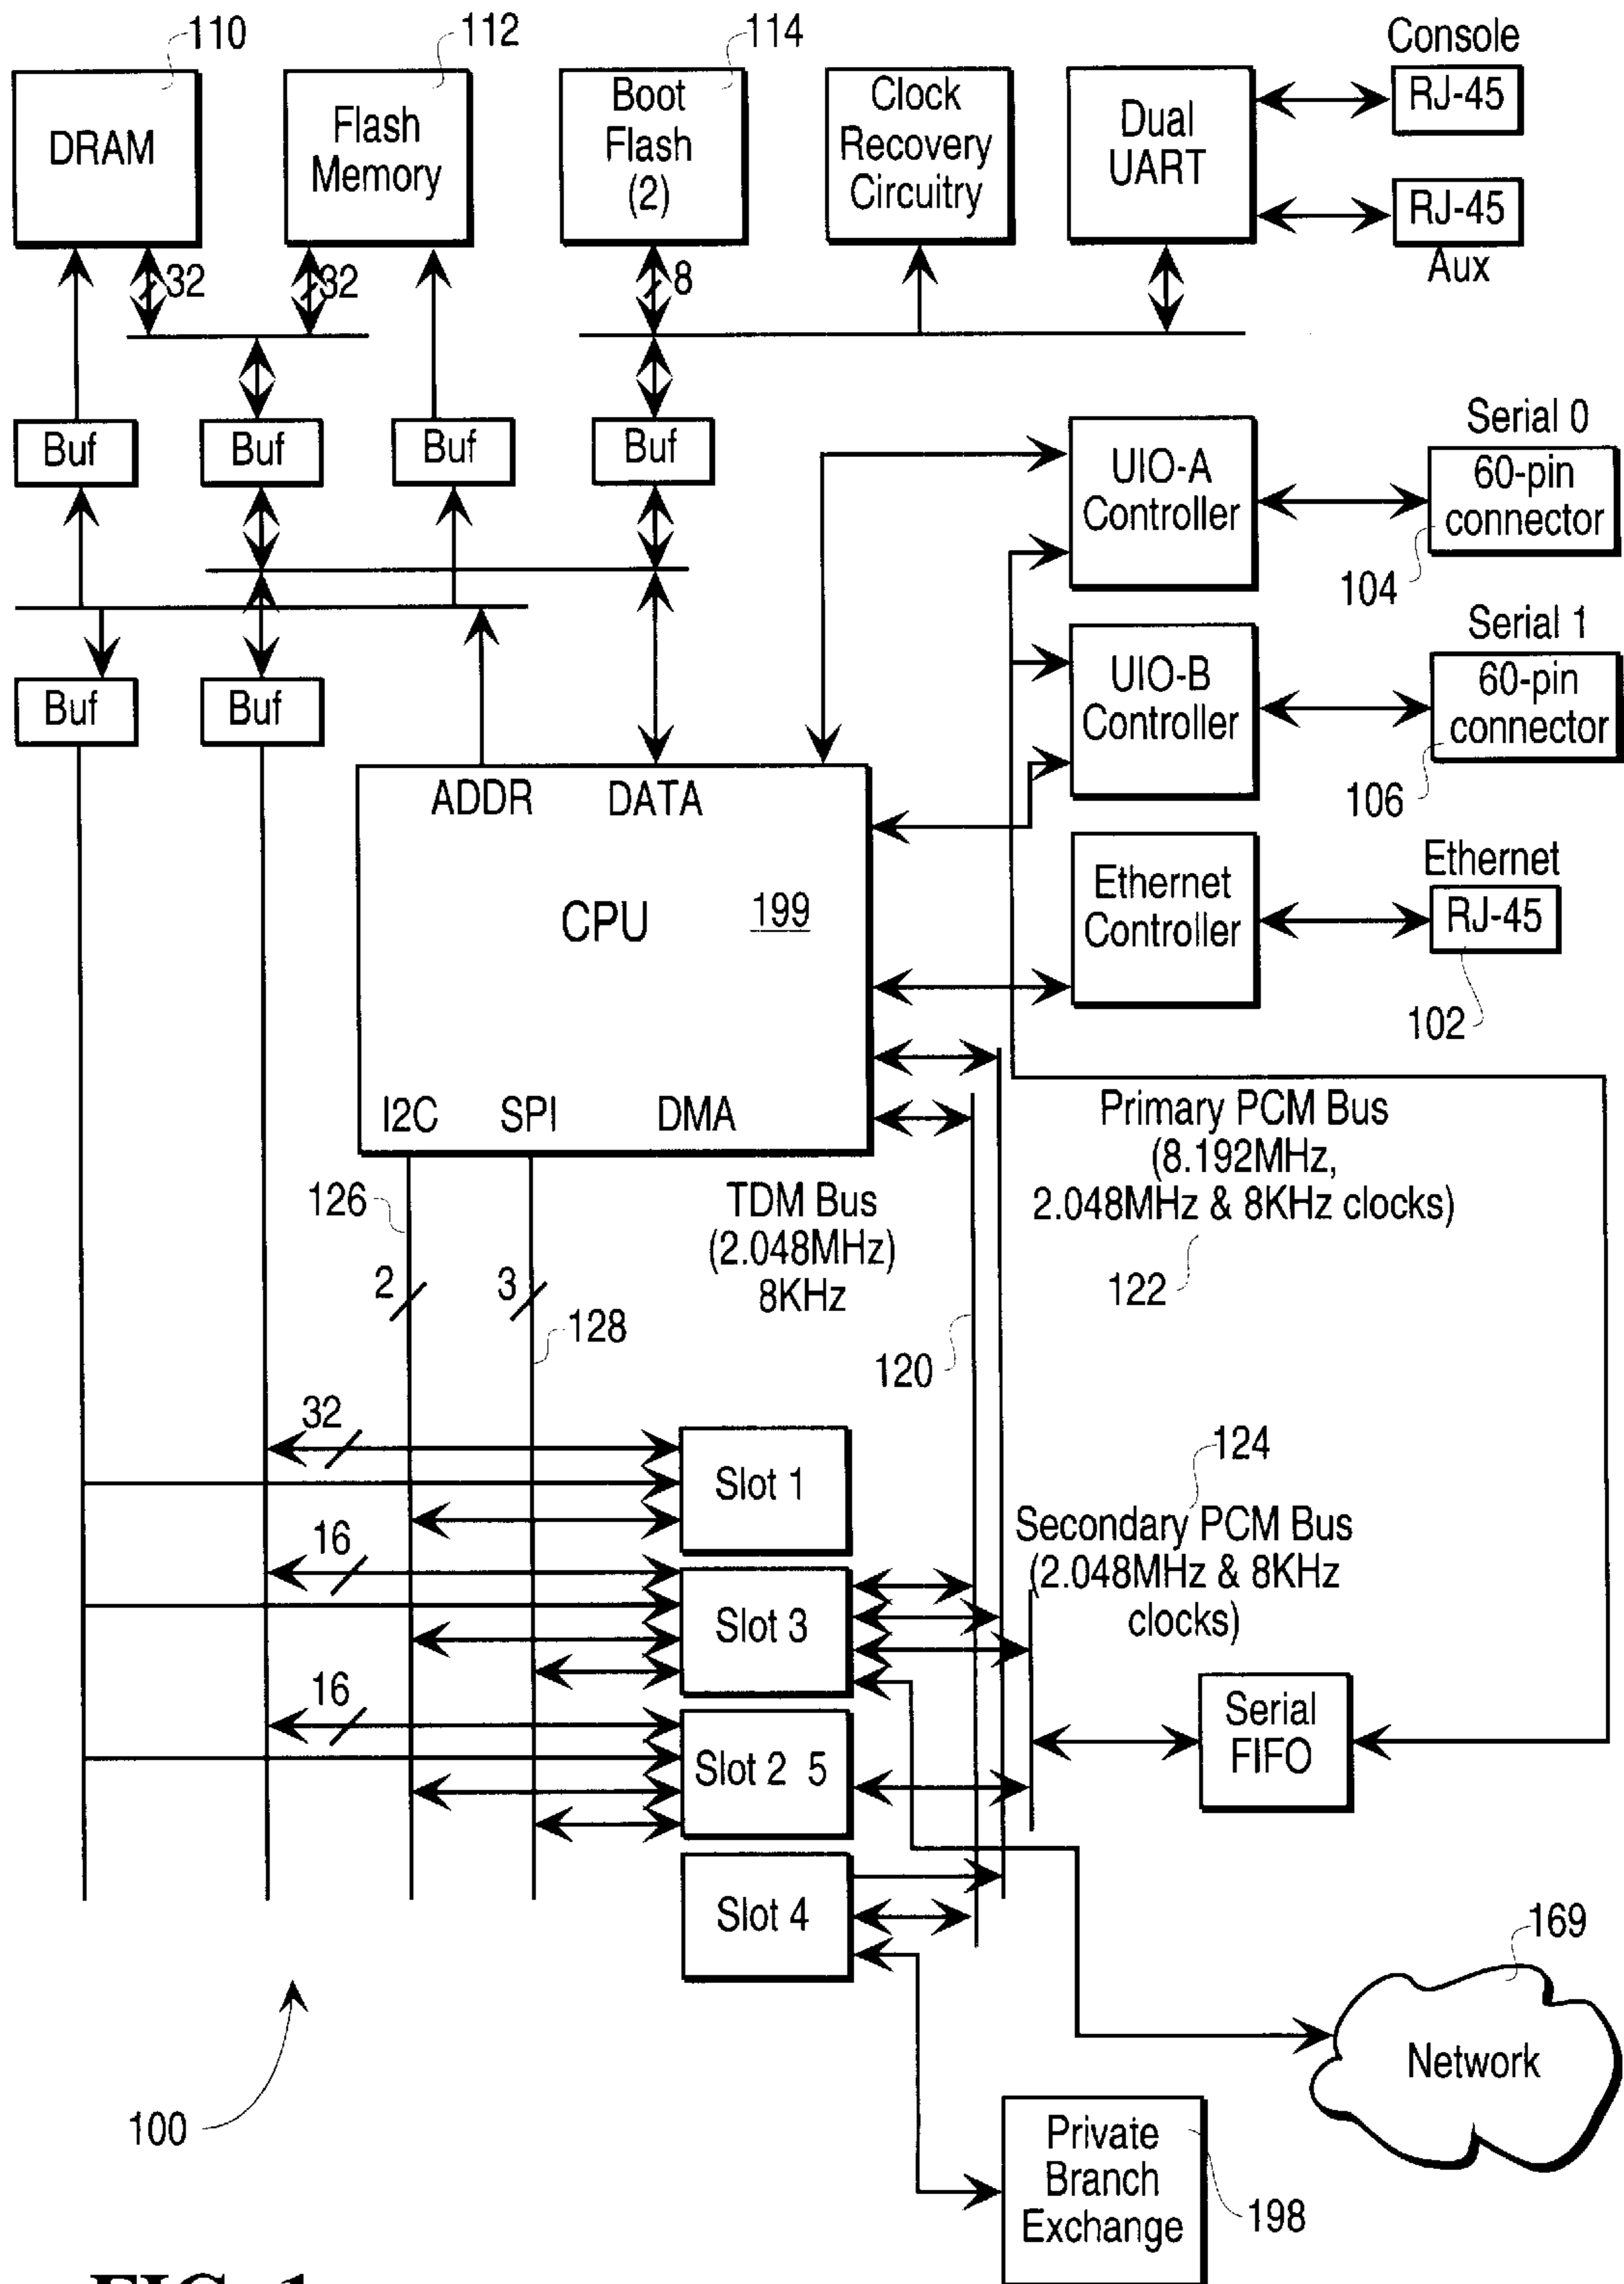 110
112
114
Console
DRAM
Flash
Memory
Boot
Flash
(2)
Clock
Recovery
Circuitry
Dual
UART
RJ-45
RJ-45
Aux
32
32
8
Buf
Buf
Buf
Buf
UIO-A
Controller
Serial 0
60-pin
connector
104
Buf
Buf
UIO-B
Controller
Serial 1
60-pin
connector
106
ADDR
DATA
CPU
199
Ethernet
Controller
Ethernet
RJ-45
102
I2C
SPI
DMA
Primary PCM Bus
(8.192MHz,
2.048MHz & 8KHz clocks)
122
126
2
3
128
TDM Bus
(2.048MHz)
8KHz
120
32
Slot 1
124
Secondary PCM Bus
(2.048MHz & 8KHz
clocks)
16
Slot 3
16
Slot 2 5
Serial
FIFO
Slot 4
169
Network
100
Private
Branch
Exchange
198
FIG. 1